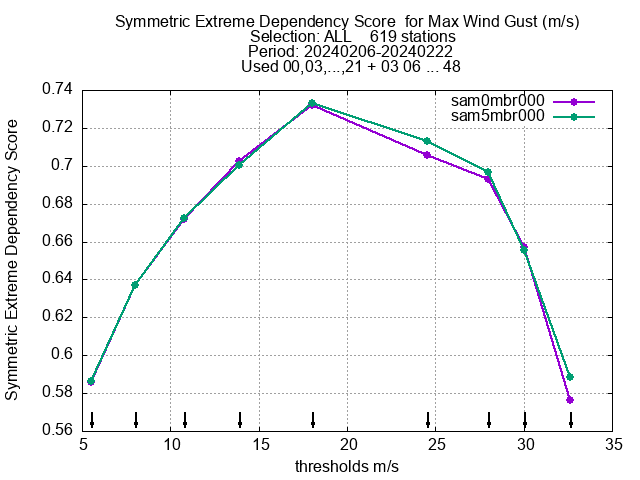 Symmetric Extreme Dependency Score  for Max Wind Gust (m/s)
Selection: ALL    619 stations
Period: 20240206-20240222
Used 00,03,...,21 + 03 06 ... 48
sam0mbr000
sam5mbr000
Symmetric Extreme Dependency Score
0.74
0.72
0.7
0.68
0.66
0.64
0.62
0.6
0.58
0.56
5 10 15 20 25 30 35
thresholds m/s